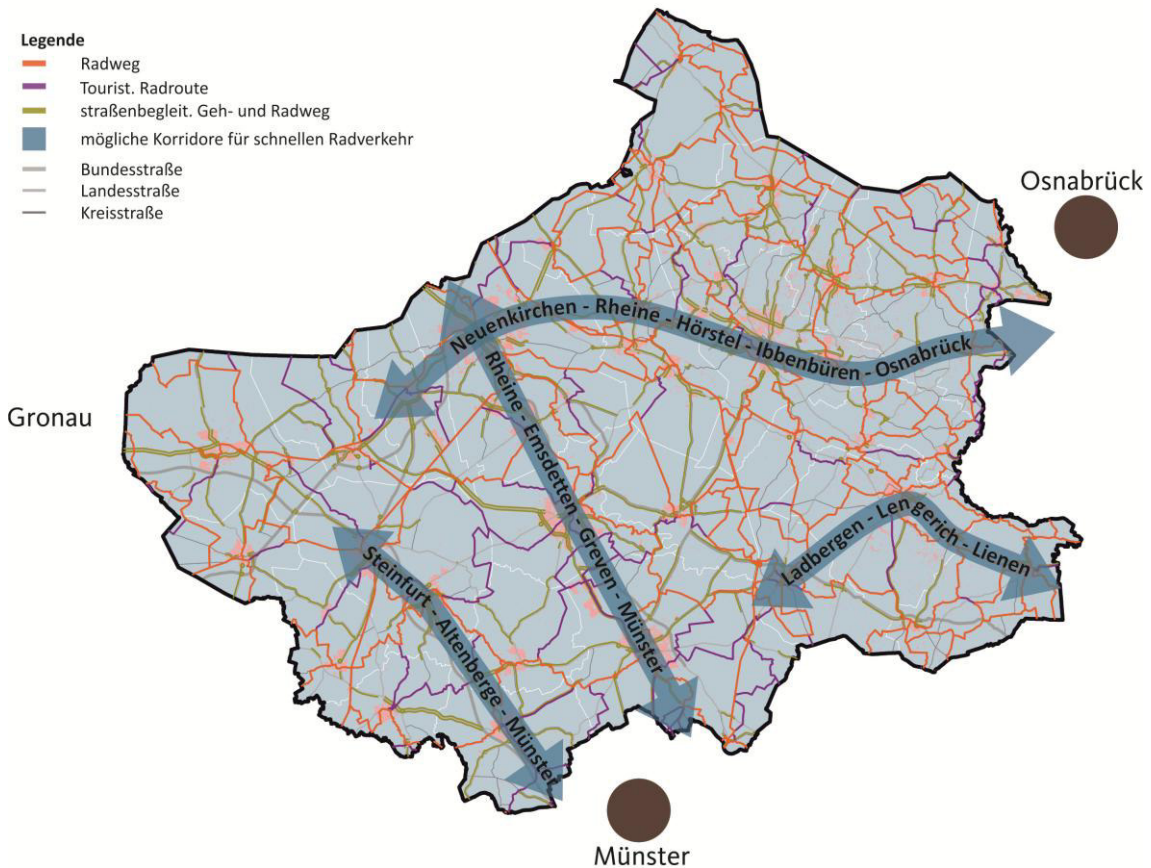 Legende
Radweg
Tourist. Radroute
straßenbegleit. Geh- und Radweg
mögliche Korridore für schnellen Radverkehr
Bundesstraße
Landesstraße
Kreisstraße
Osnabrück
Neuenkirchen - Rheine - Hörstel - Ibbenbüren - Osnabrück
Rheine - Emsdetten - Greven - Münster
Gronau
Ladbergen - Lengerich - Lienen
Steinfurt - Altenberge - Münster
Münster